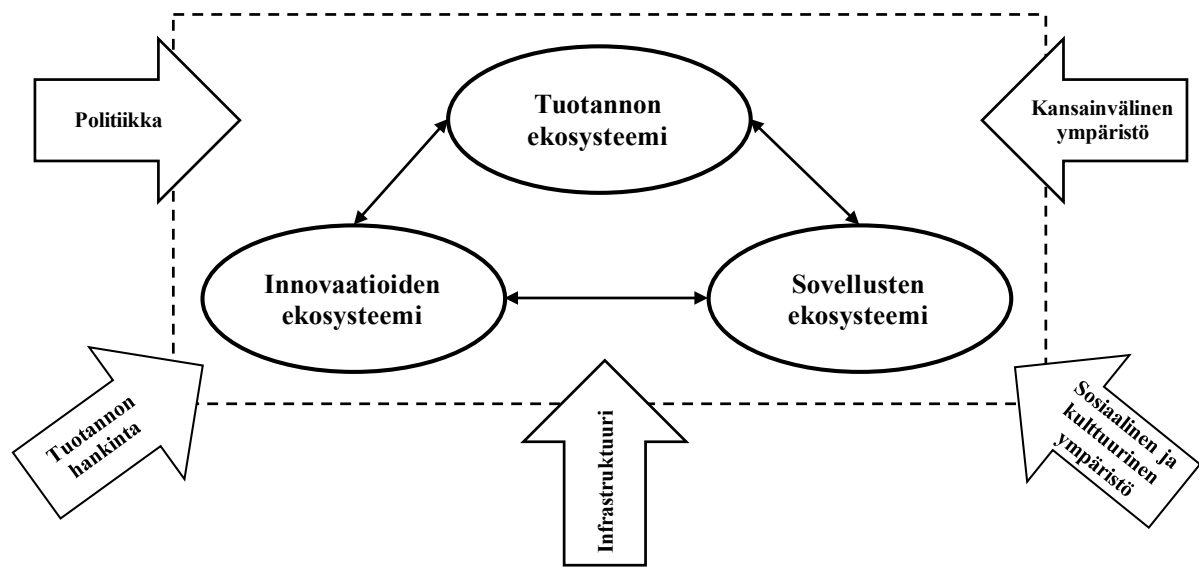 Tuotannon
ekosysteemi
Politiikka
Kansainvälinen
ympäristö
Innovaatioiden
ekosysteemi
Sovellusten
ekosysteemi
Tuotannon
hankinta
Infrastruktuuri
Sosiaalinen ja
kulttuurinen
ympäristö